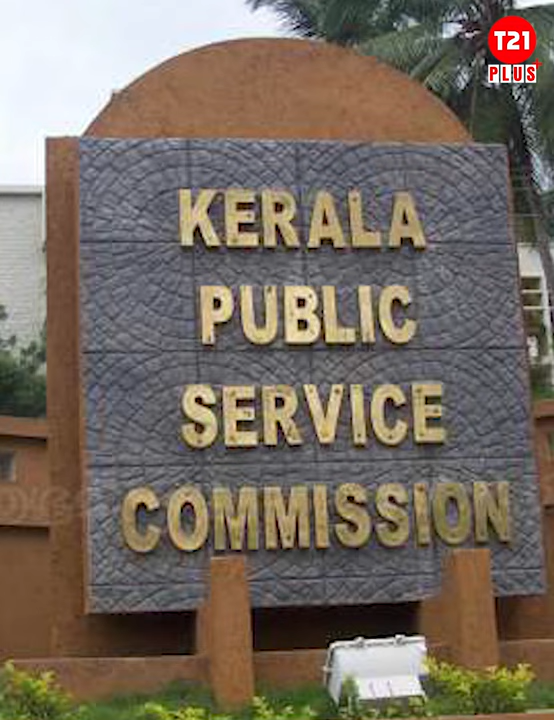 T21
PLUS
KERALA
PUBLIC
SERVICE
COMMISSION